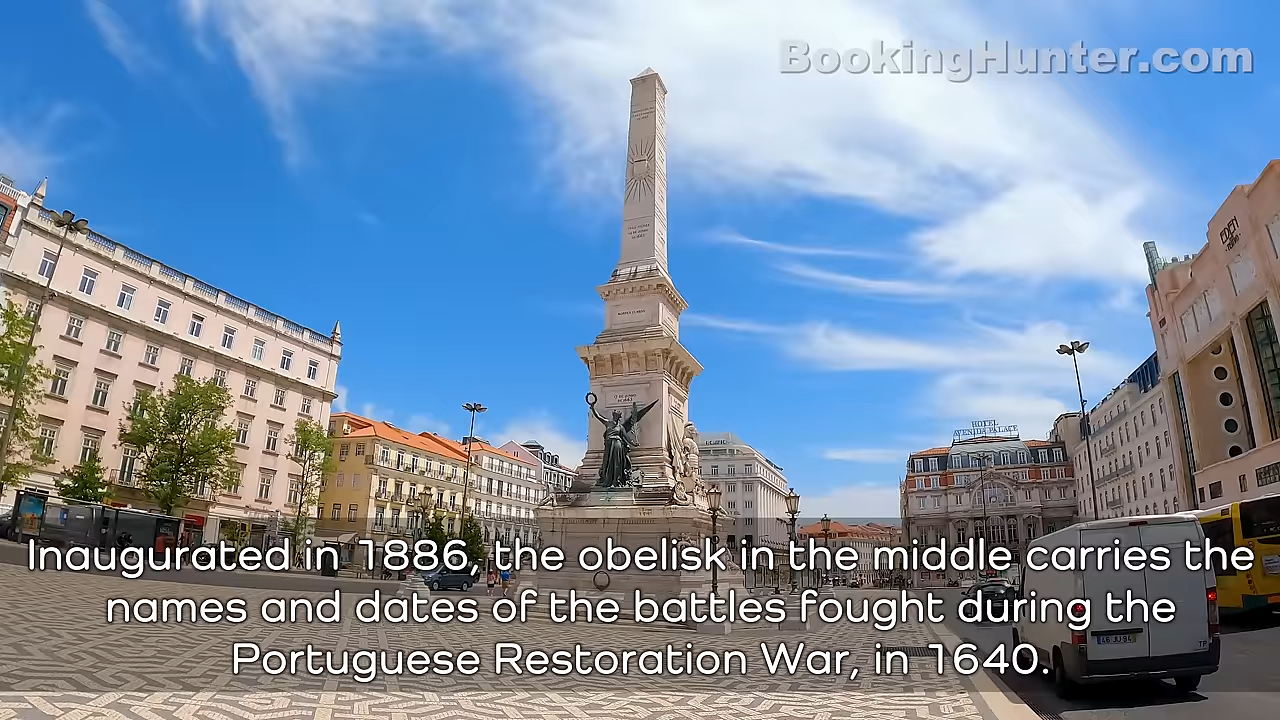 BookingHunter.com
EDEN
HOTEL
AVENIDA PALACE
Inaugurated in 1886, the obelisk in the middle carries the
names and dates of the battles fought during the
Portuguese Restoration War, in 1640.